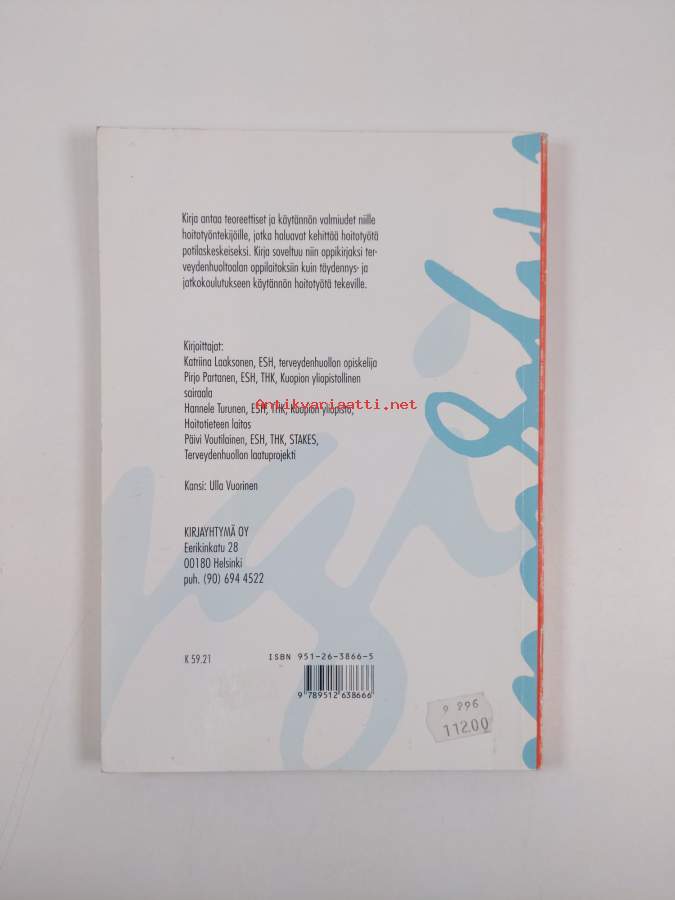 Kirja antaa teoreettiset ja käytännön valmiudet niille
hoitotyöntekijöille, jotka haluavat kehittää hoitotyötä
potilaskeskeiseksi. Kirja soveltuu niin oppikirjaksi ter-
veydenhuoltoalan oppilaitoksiin kuin täydennys- ja
jatkokoulutukseen käytännön hoitotyötä tekeville.
Kirjoittajat:
Katriina Laaksonen, ESH, terveydenhuollon opiskelija
Pirjo Partanen, ESH, THK, Kuopion yliopistollinen
sairaala
Antikvariaatti.net
Hannele Turunen, ESH, THK, Kuopion yliopisto,
Hoitotieteen laitos
Päivi Voutilainen, ESH, THK, STAKES,
Terveydenhuollon laatuprojekti
Kansi: Ulla Vuorinen
KIRJAYHTYMÄ OY
Eerikinkatu 28
00180 Helsinki
puh. (90) 694 4522
K 59.21
ISBN 951-26-3866-5
9 789512 638666
9 996
11200